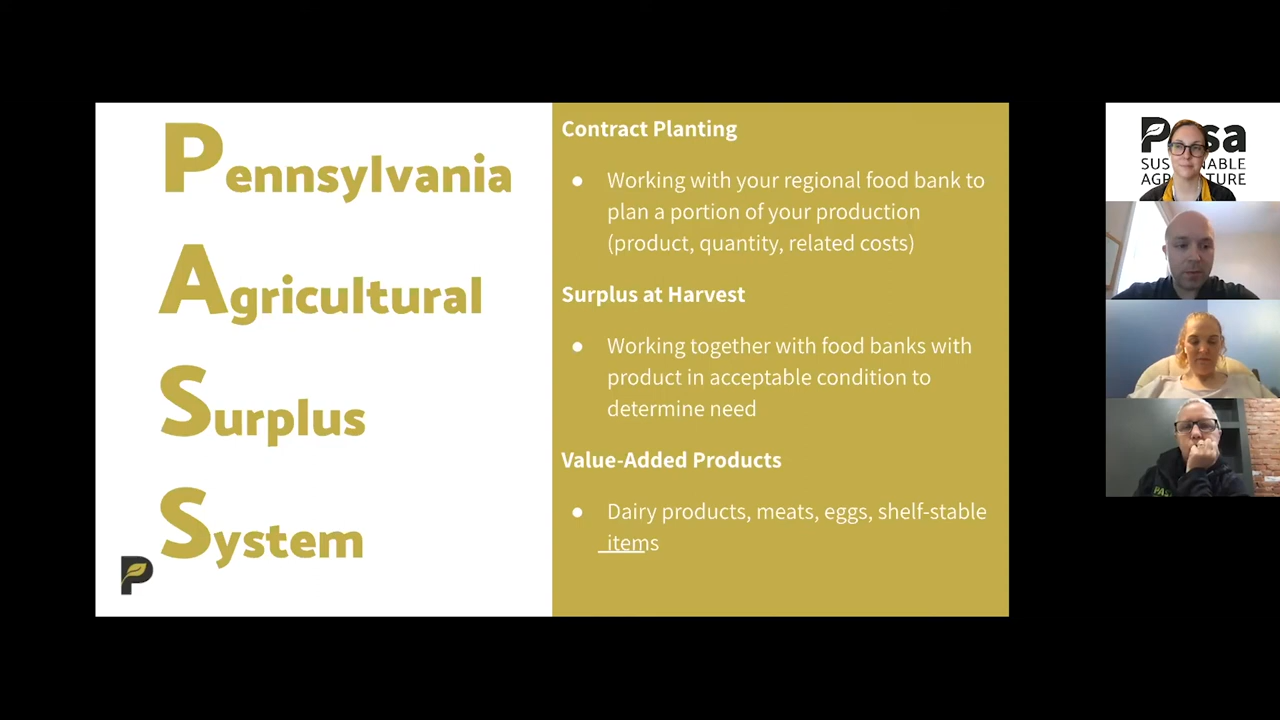 Pennsylvania
Agricultural
Surplus
System
P
Contract Planting
● Working with your regional food bank to
plan a portion of your production
(product, quantity, related costs)
Surplus at Harvest
● Working together with food banks with
product in acceptable condition to
determine need
Value-Added Products
● Dairy products, meats, eggs, shelf-stable
items
SUSTAINABLE
AGRICULTURE
PAS